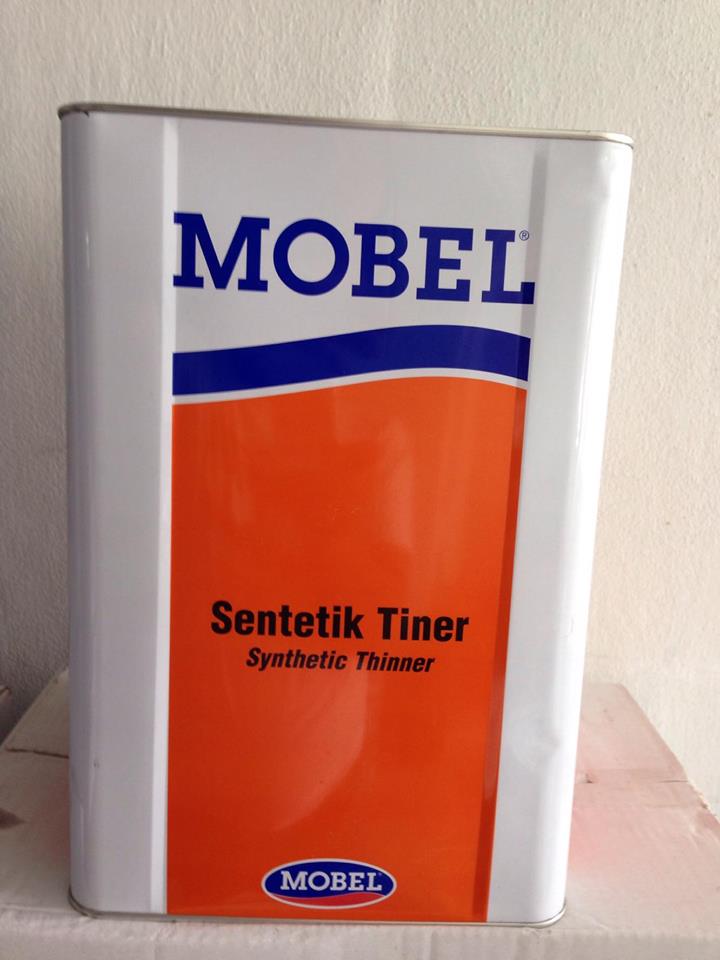 MOBEL®
Sentetik Tiner
Synthetic Thinner
MOBEL